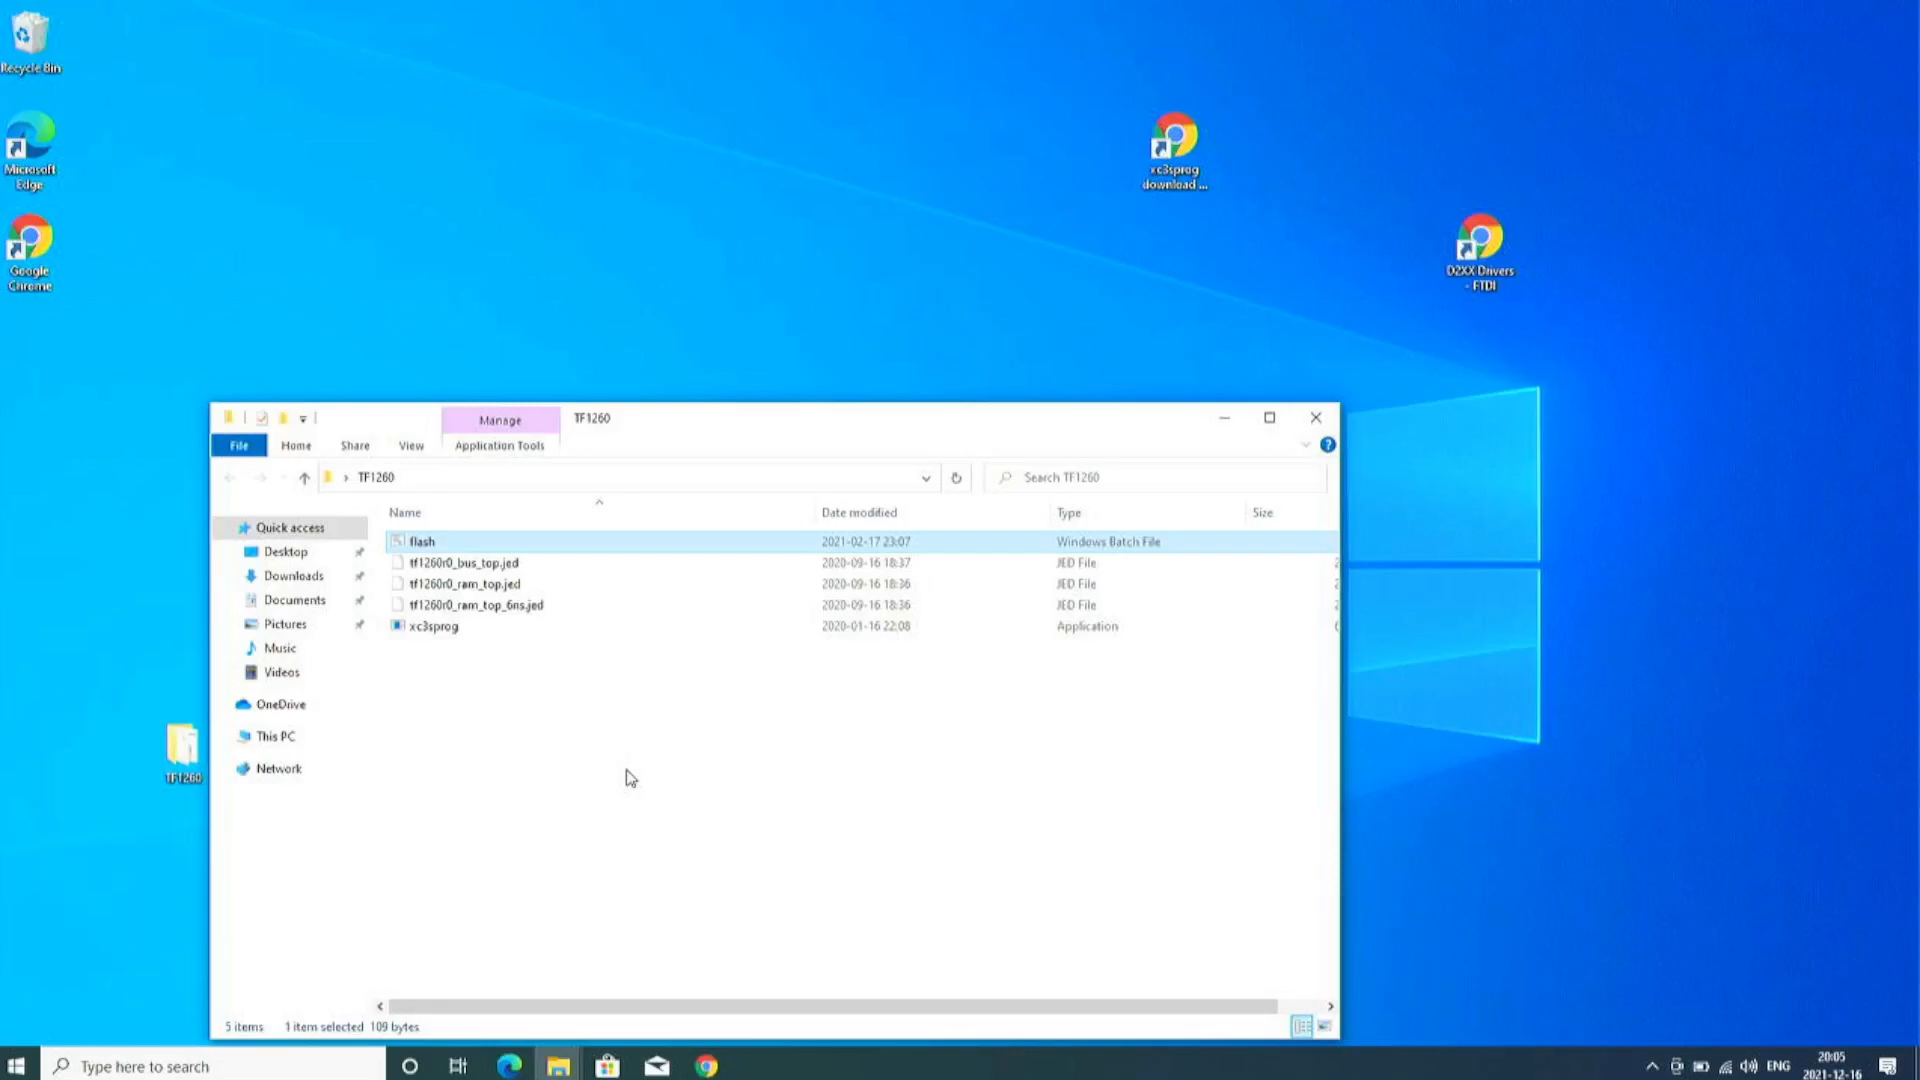 Recycle Bin
Microsoft
Edge
Google
Chrome
xc3sprog
download ...
D2XX Drivers
- FTDI
TF1260
Manage
TF1260
File
Home
Share
View
Application Tools
TF1260
Search TF1260
Name
Date modified
Type
Size
Quick access
Desktop
Downloads
Documents
Pictures
Music
Videos
OneDrive
This PC
Network
flash 2021-02-17 23:07 Windows Batch File
tf1260r0_bus_top.jed 2020-09-16 18:37 JED File
tf1260r0_ram_top.jed 2020-09-16 18:36 JED File
tf1260r0_ram_top_6ns.jed 2020-09-16 18:36 JED File
xc3sprog 2020-01-16 22:08 Application
5 items 1 item selected 109 bytes
Type here to search
ENG
20:05
2021-12-16